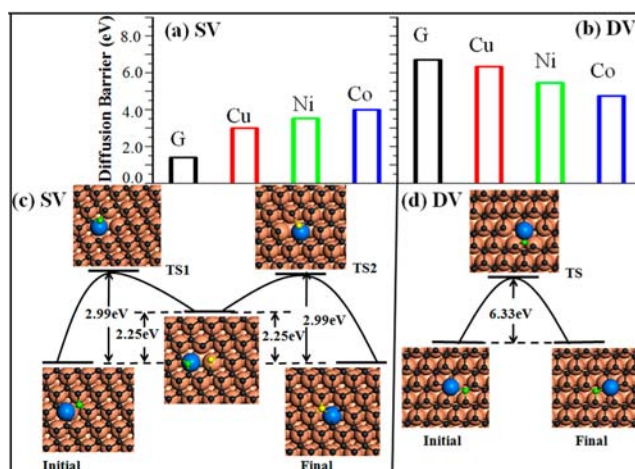 (a) SV
(b) DV
Diffusion Barrier (eV)
8.0
6.0
4.0
2.0
0.0
G
Cu
Ni
Co
G
Cu
Ni
Co
(c) SV
TS1
TS2
2.99eV
2.25eV
2.25eV
2.99eV
Initial
Final
(d) DV
TS
6.33eV
Initial
Final